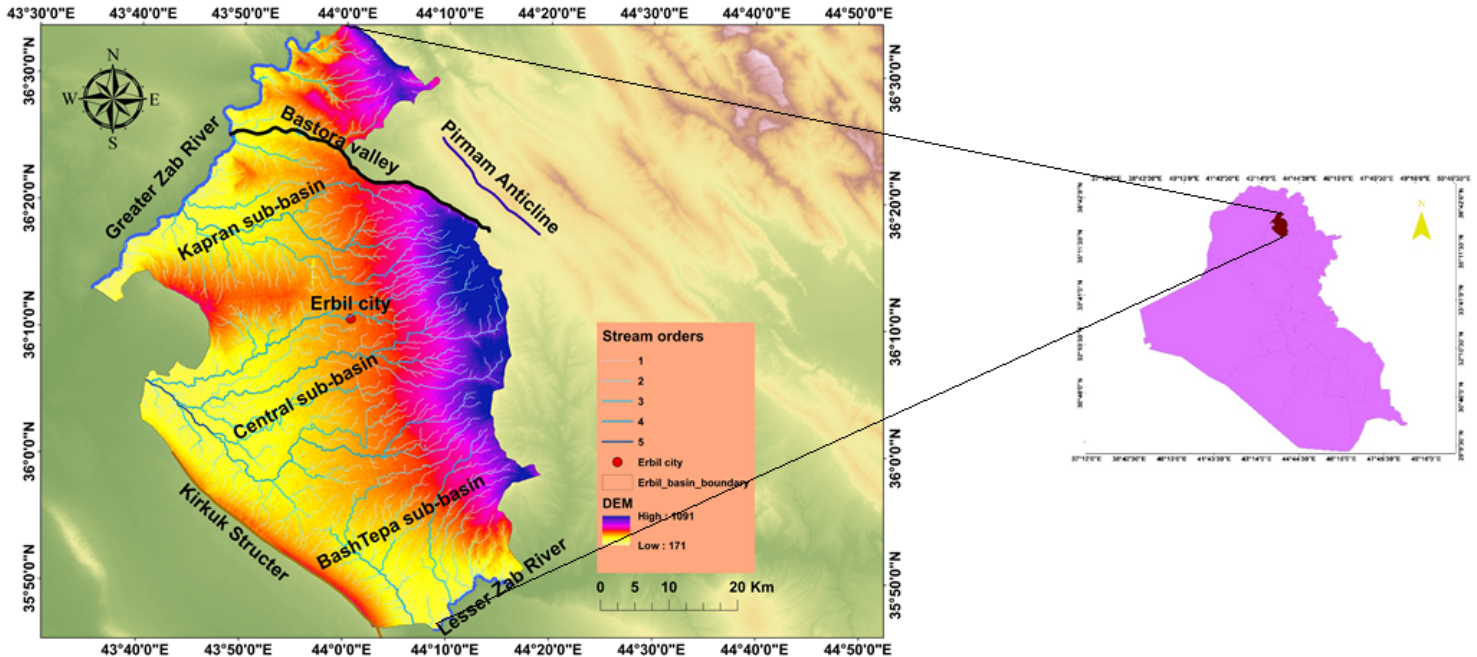 43°30'0"E 43°50'0"E 44°0'0"E 44°10'0"E 44°20'0"E 44°30'0"E 44°40'0"E 44°50'0"E
36°30'0"N
36°20'0"N
36°10'0"N
36°0'0"N
35°50'0"N
N
W
E
S
Greater Zab River
Bastora valley
Pirmam Anticline
Kapran sub-basin
Erbil city
Central sub-basin
BashTepa sub-basin
Kirkuk Structer
Lesser Zab River
Stream orders
1
2
3
4
5
Erbil city
Erbil_basin_boundary
DEM
High : 1091
Low : 171
0 5 10 20 Km
36°30'0"N
36°20'0"N
36°10'0"N
36°0'0"N
35°50'0"N
43°40'0"E 43°50'0"E 44°0'0"E 44°10'0"E 44°20'0"E 44°30'0"E 44°40'0"E 44°50'0"E
N